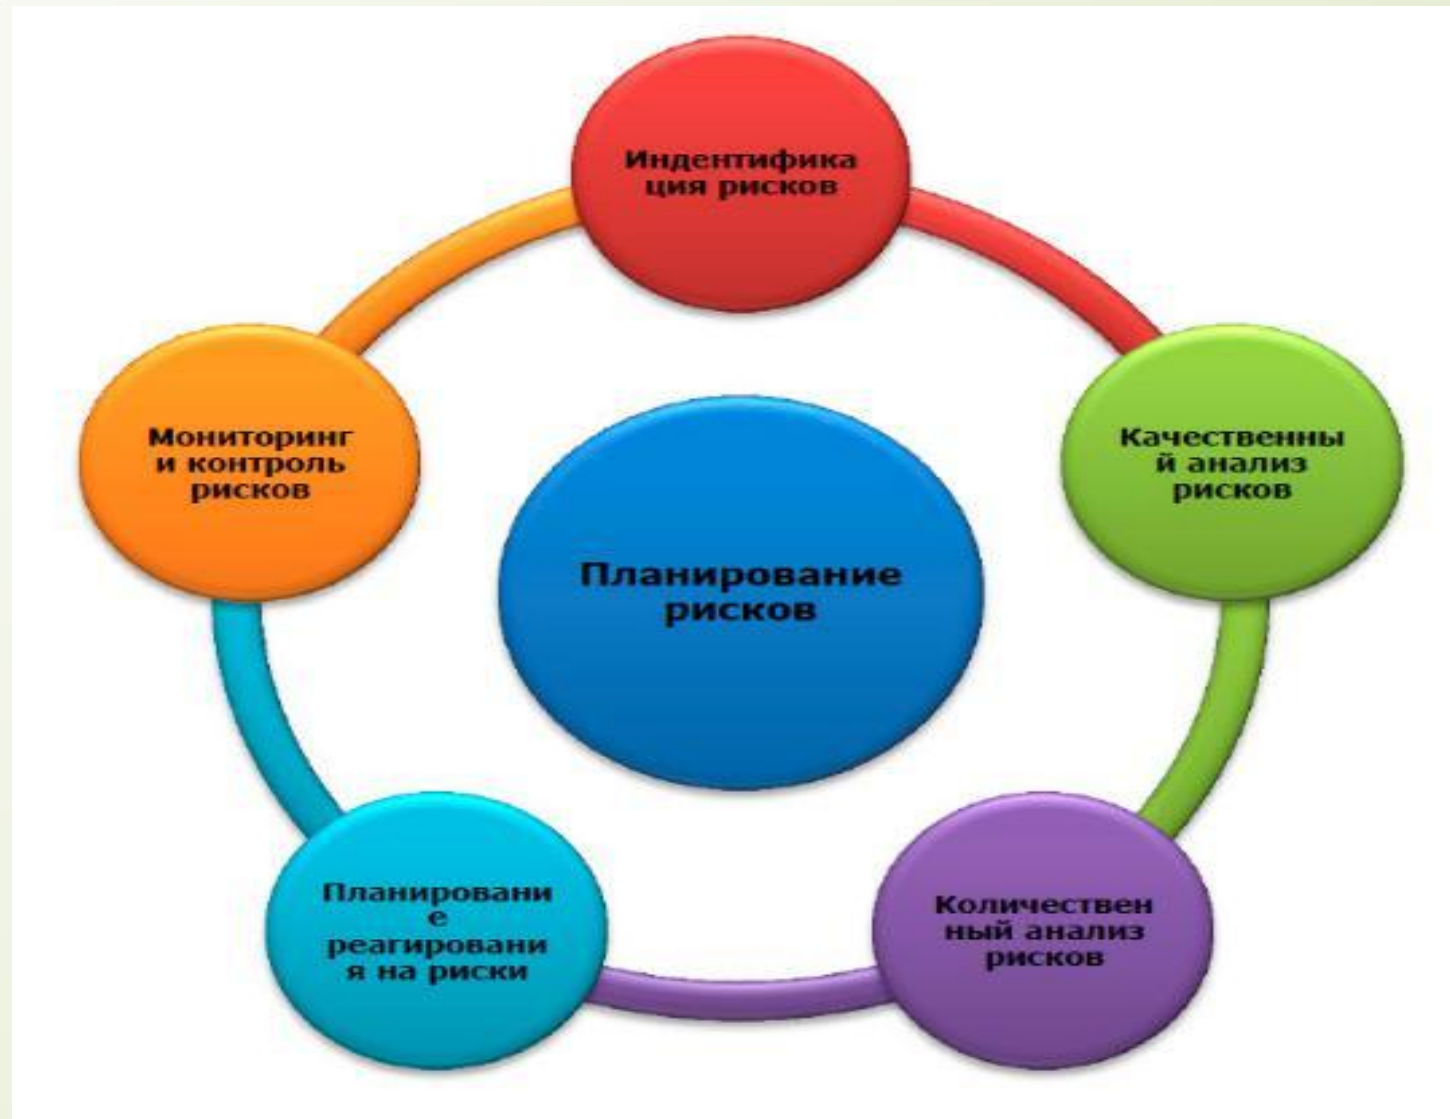 Индентифика
ция рисков
Качественны
й анализ
рисков
Количествен
ный анализ
рисков
Планировани
е
реагировани
я на риски
Мониторинг
и контроль
рисков
Планирование
рисков